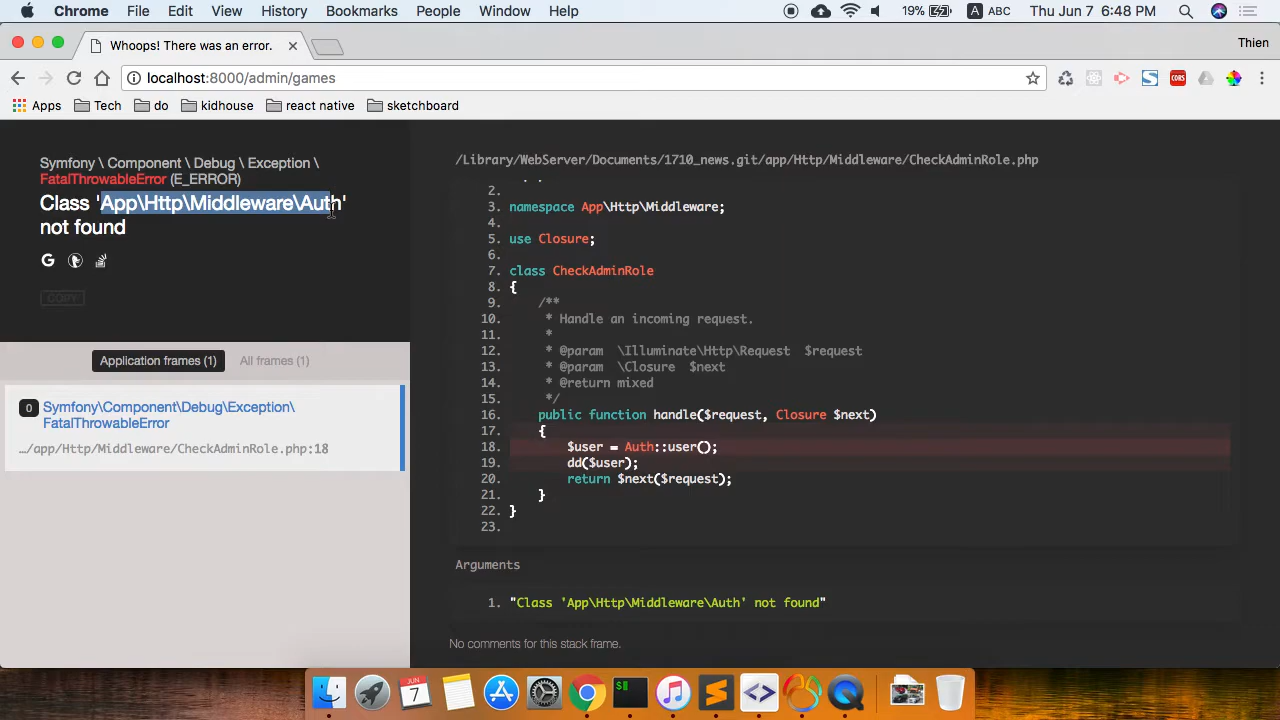 Chrome File Edit View History Bookmarks People Window Help 19% A ABC Thu Jun 7 6:48 PM
Whoops! There was an error. × Thien
localhost:8000/admin/games CORS
Apps Tech do kidhouse react native sketchboard
Symfony \ Component \ Debug \ Exception \
FatalThrowableError (E_ERROR)
Class 'App\Http\Middleware\Auth'
not found
COPY
Application frames (1) All frames (1)
0 Symfony\Component\Debug\Exception\
FatalThrowableError
…/app/Http/Middleware/CheckAdminRole.php:18
/Library/WebServer/Documents/1710_news.git/app/Http/Middleware/CheckAdminRole.php
2.
3. namespace App\Http\Middleware;
4.
5. use Closure;
6.
7. class CheckAdminRole
8. {
9. /**
10. * Handle an incoming request.
11. *
12. * @param \Illuminate\Http\Request $request
13. * @param \Closure $next
14. * @return mixed
15. */
16. public function handle($request, Closure $next)
17. {
18. $user = Auth::user();
19. dd($user);
20. return $next($request);
21. }
22. }
23.
Arguments
1. "Class 'App\Http\Middleware\Auth' not found"
No comments for this stack frame.
JUN
7